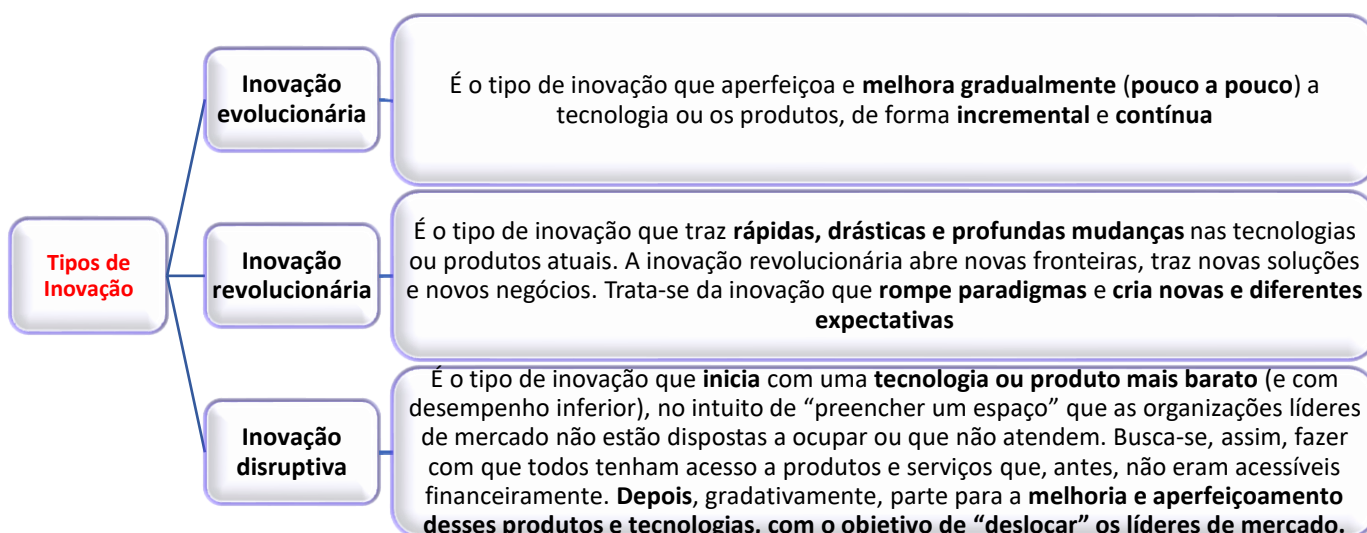 Tipos de
Inovação
Inovação
evolucionária
É o tipo de inovação que aperfeiçoa e melhora gradualmente (pouco a pouco) a
tecnologia ou os produtos, de forma incremental e contínua
Inovação
revolucionária
É o tipo de inovação que traz rápidas, drásticas e profundas mudanças nas tecnologias
ou produtos atuais. A inovação revolucionária abre novas fronteiras, traz novas soluções
e novos negócios. Trata-se da inovação que rompe paradigmas e cria novas e diferentes
expectativas
Inovação
disruptiva
É o tipo de inovação que inicia com uma tecnologia ou produto mais barato (e com
desempenho inferior), no intuito de “preencher um espaço” que as organizações líderes
de mercado não estão dispostas a ocupar ou que não atendem. Busca-se, assim, fazer
com que todos tenham acesso a produtos e serviços que, antes, não eram acessíveis
financeiramente. Depois, gradativamente, parte para a melhoria e aperfeiçoamento
desses produtos e tecnologias, com o objetivo de “deslocar” os líderes de mercado.